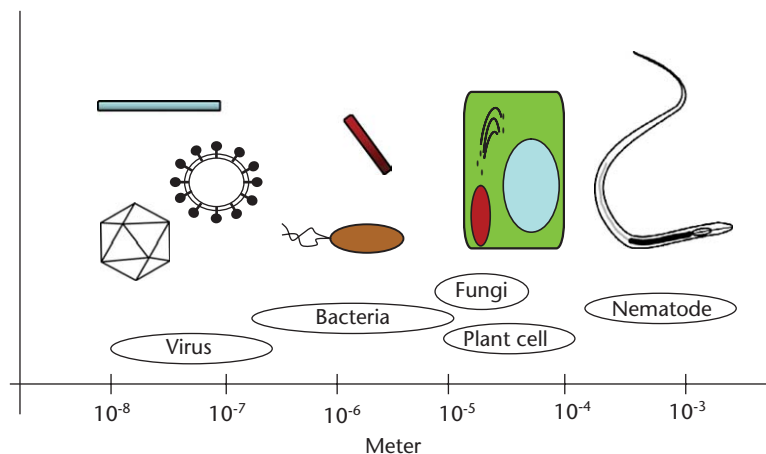 Fungi
Nematode
Bacteria
Plant cell
Virus
10-8 10-7 10-6 10-5 10-4 10-3
Meter